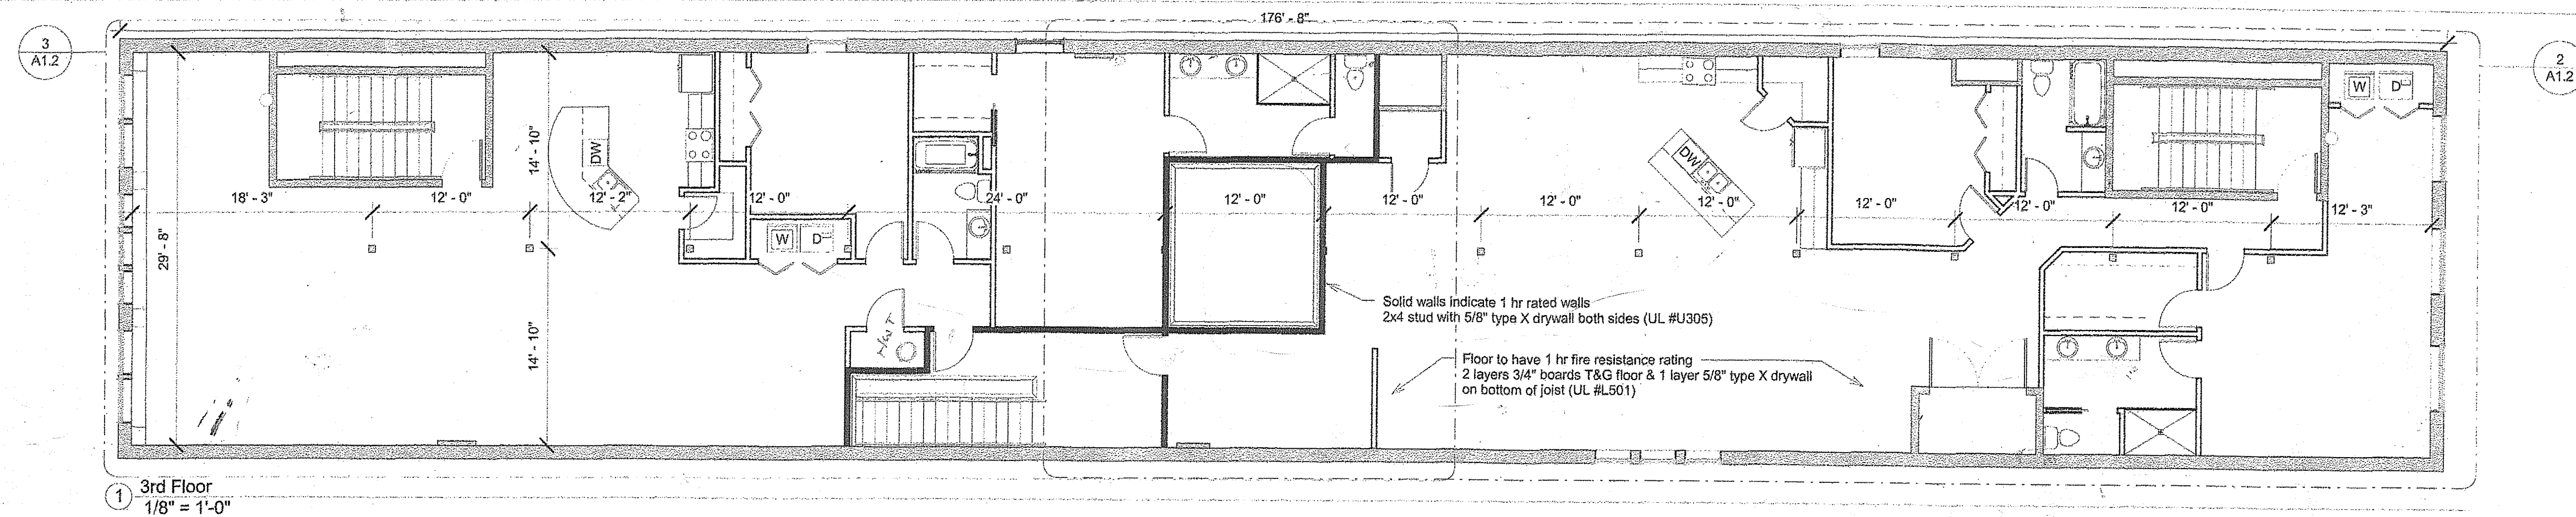 176' - 8"
3
A1.2
2
A1.2
DW
14' - 10"
18' - 3"
12' - 0"
12' - 2"
12' - 0"
24' - 0"
12' - 0"
12' - 0"
12' - 0"
12' - 0"
12' - 0"
12' - 0"
12' - 0"
12' - 3"
DW
W
D
W
D
29' - 8"
14' - 10"
Solid walls indicate 1 hr rated walls
2x4 stud with 5/8" type X drywall both sides (UL #U305)
Floor to have 1 hr fire resistance rating
2 layers 3/4" boards T&G floor & 1 layer 5/8" type X drywall
on bottom of joist (UL #L501)
1
3rd Floor
1/8" = 1'-0"